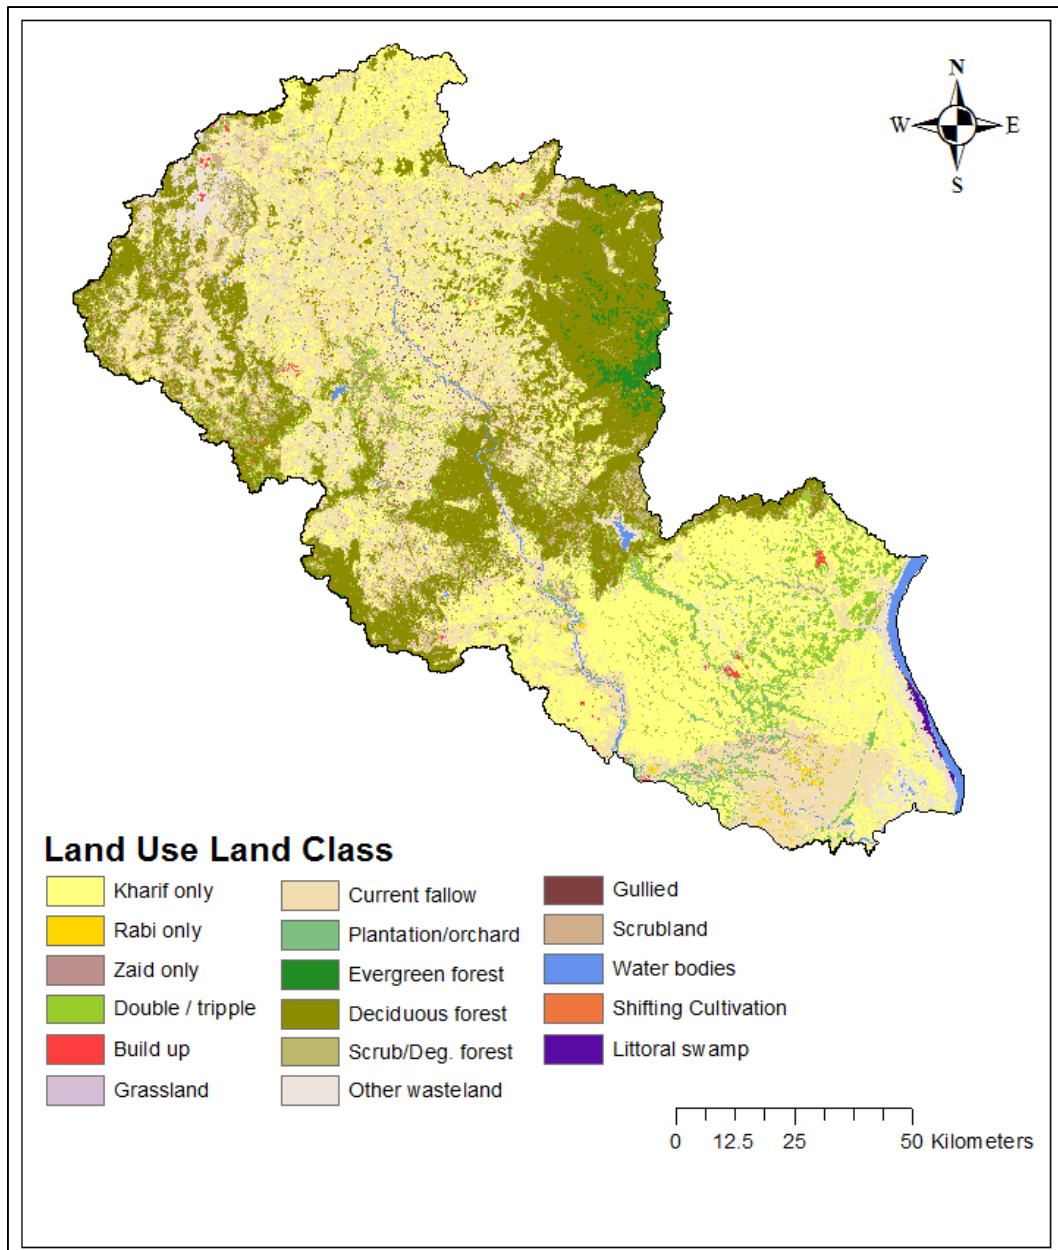 N
W E
S
Land Use Land Class
Kharif only
Rabi only
Zaid only
Double / tripple
Build up
Grassland
Current fallow
Plantation/orchard
Evergreen forest
Deciduous forest
Scrub/Deg. forest
Other wasteland
Gullied
Scrubland
Water bodies
Shifting Cultivation
Littoral swamp
0 12.5 25 50 Kilometers